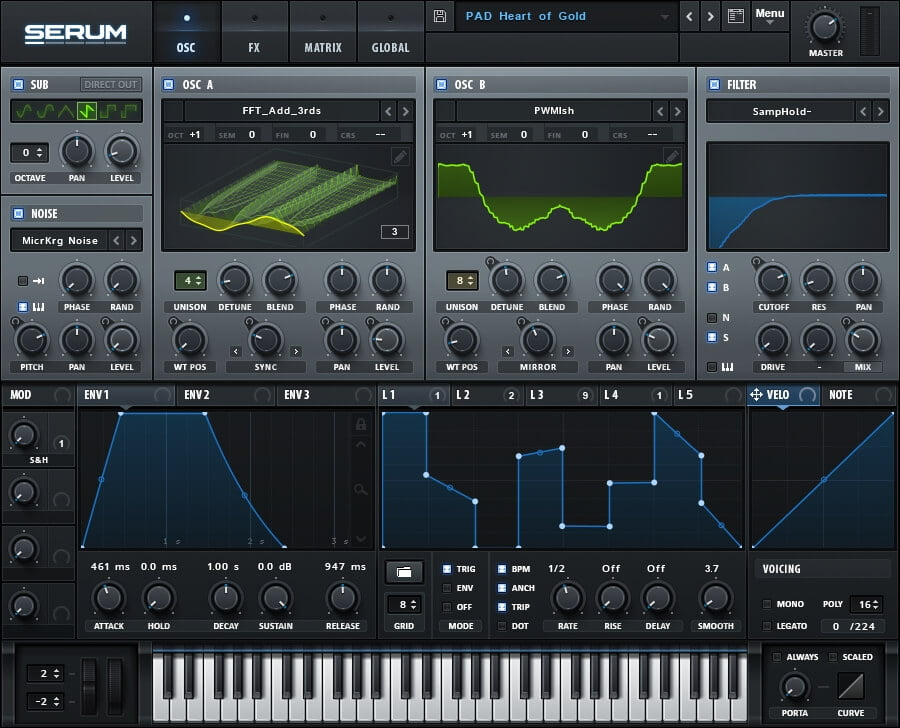 SERUM
OSC FX MATRIX GLOBAL
PAD Heart of Gold
Menu
MASTER
SUB DIRECT OUT
0
OCTAVE PAN LEVEL
NOISE
MicrKrg Noise
PHASE RAND
PITCH PAN LEVEL
OSC A
FFT_Add_3rds
OCT +1 SEM 0 FIN 0 CRS --
3
4
UNISON DETUNE BLEND PHASE RAND
WT POS SYNC PAN LEVEL
OSC B
PWMIsh
OCT +1 SEM 0 FIN 0 CRS --
8
UNISON DETUNE BLEND PHASE RAND
WT POS MIRROR PAN LEVEL
FILTER
SampHold-
A
B
N
S
CUTOFF RES PAN
DRIVE - MIX
MOD
1
S&H
ENV 1 ENV 2 ENV 3
1 s 2 s 3 s
461 ms 0.0 ms 1.00 s 0.0 dB 947 ms
ATTACK HOLD DECAY SUSTAIN RELEASE
L 1 1 L 2 2 L 3 9 L 4 1 L 5
8
GRID
TRIG
ENV
OFF
MODE
BPM
ANCH
TRIP
DOT
1/2 Off Off 3.7
RATE RISE DELAY SMOOTH
VELO NOTE
VOICING
MONO POLY 16
LEGATO 0 /224
2
-2
ALWAYS SCALED
PORTA CURVE